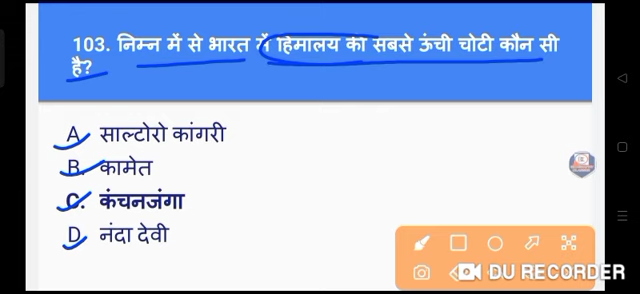 103. निम्न में से भारत में हिमालय की सबसे ऊंची चोटी कौन सी
है?
A साल्टोरो कांगरी
B. कामेत
C. कंचनजंगा
D. नंदा देवी
DU RECORDER